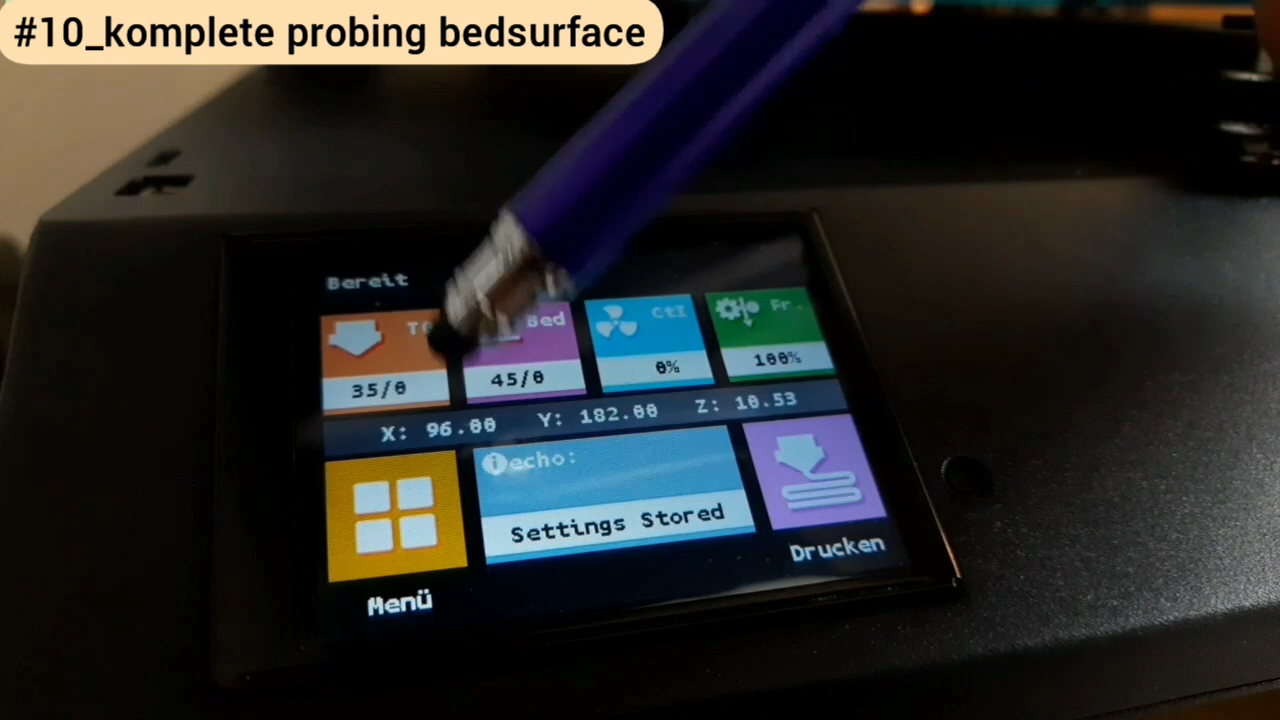 #10_komplete probing bedsurface
Bereit
Bed
CtI
Fr.
35/0
45/0
0%
100%
X: 96.00 Y: 182.00 Z: 10.53
echo:
Settings Stored
Menü
Drucken